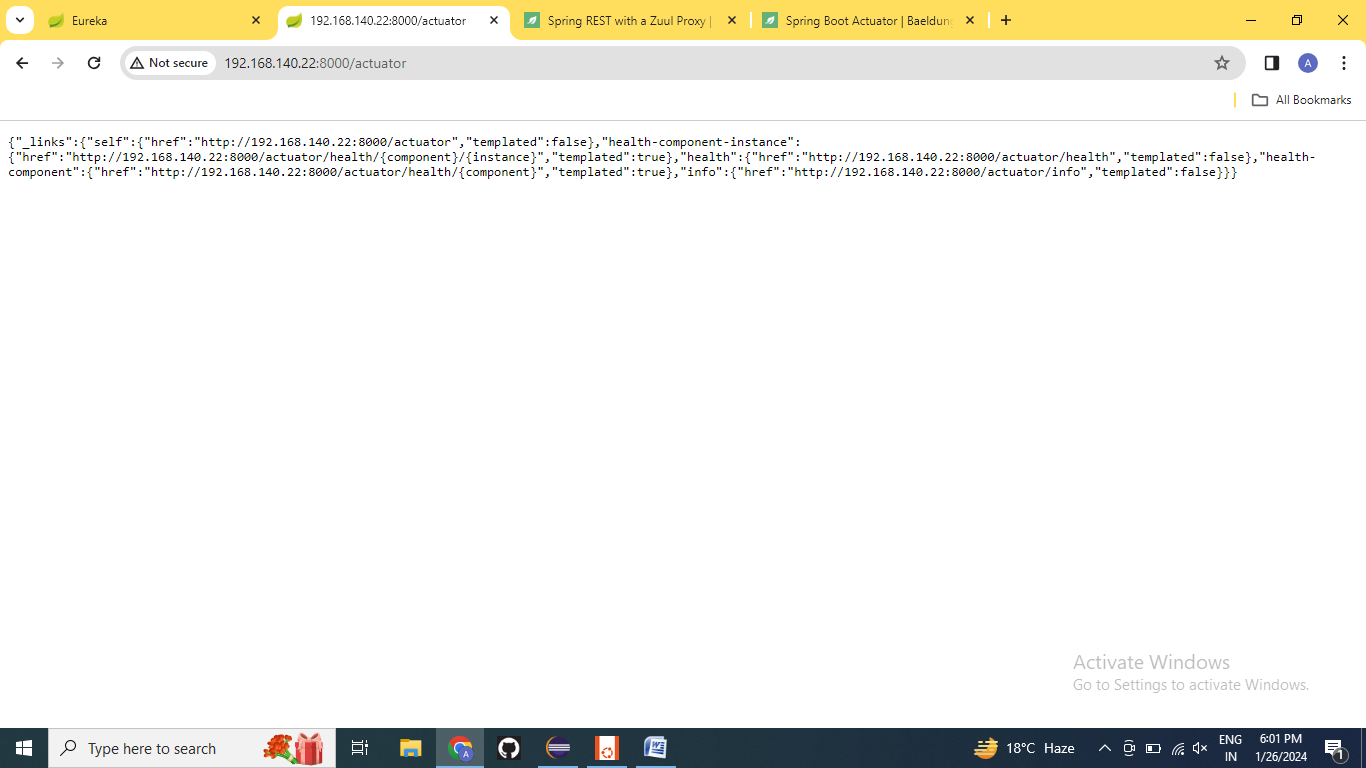 Eureka
192.168.140.22:8000/actuator
Spring REST with a Zuul Proxy |
Spring Boot Actuator | Baeldung
Not secure
192.168.140.22:8000/actuator
A
All Bookmarks
{"_links":{"self":{"href":"http://192.168.140.22:8000/actuator","templated":false},"health-component-instance":
{"href":"http://192.168.140.22:8000/actuator/health/{component}/{instance}","templated":true},"health":{"href":"http://192.168.140.22:8000/actuator/health","templated":false},"health-
component":{"href":"http://192.168.140.22:8000/actuator/health/{component}","templated":true},"info":{"href":"http://192.168.140.22:8000/actuator/info","templated":false}}}
Activate Windows
Go to Settings to activate Windows.
Type here to search
A
W
18°C Haze
ENG
IN
6:01 PM
1/26/2024
1